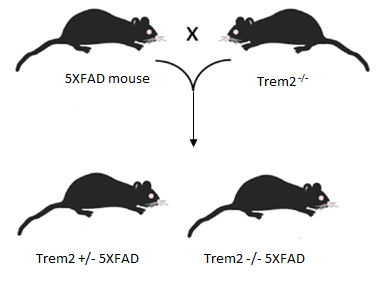 X
5XFAD mouse
Trem2 -/-
Trem2 +/- 5XFAD
Trem2 -/- 5XFAD